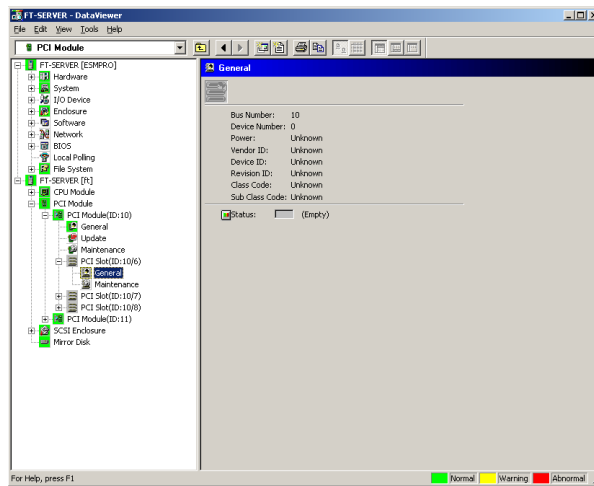 FT-SERVER - DataViewer
File Edit View Tools Help
PCI Module
FT-SERVER [ESMPRO]
Hardware
System
I/O Device
Enclosure
Software
Network
BIOS
Local Polling
File System
FT-SERVER [ft]
CPU Module
PCI Module
PCI Module(ID:10)
General
Update
Maintenance
PCI Slot(ID:10/6)
General
Maintenance
PCI Slot(ID:10/7)
PCI Slot(ID:10/8)
PCI Module(ID:11)
SCSI Enclosure
Mirror Disk
General
Bus Number: 10
Device Number: 0
Power: Unknown
Vendor ID: Unknown
Device ID: Unknown
Revision ID: Unknown
Class Code: Unknown
Sub Class Code: Unknown
Status: (Empty)
For Help, press F1
Normal Warning Abnormal